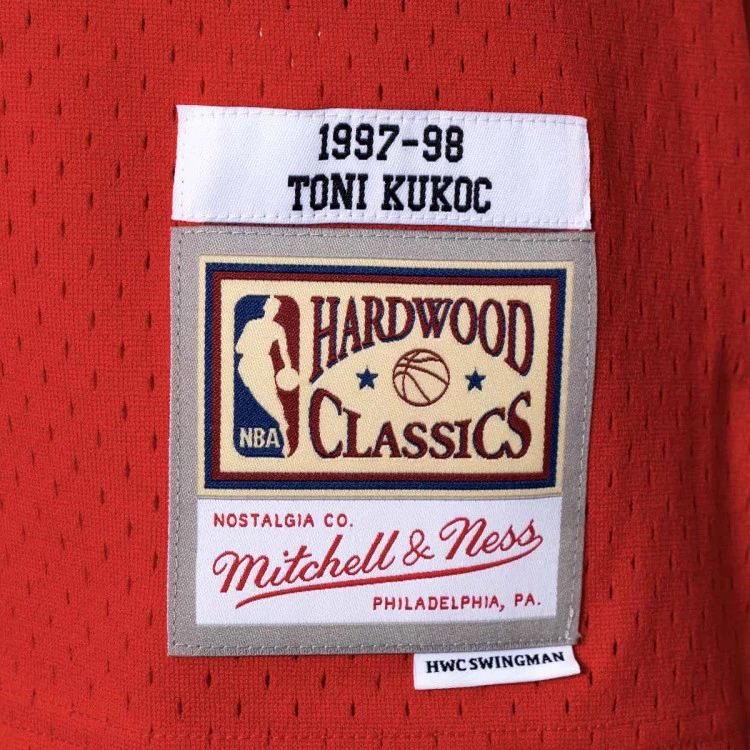 1997-98
TONI KUKOC
HARDWOOD
CLASSICS
NBA
NOSTALGIA CO.
Mitchell & Ness
PHILADELPHIA, PA.
HWC SWINGMAN